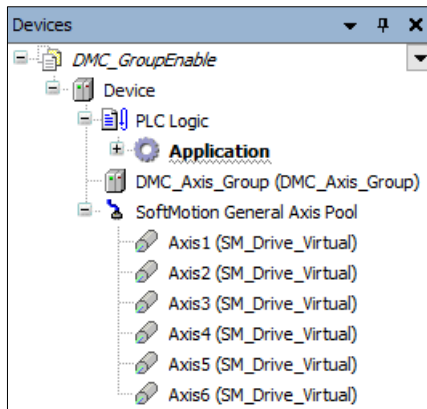 Devices
DMC_GroupEnable
Device
PLC Logic
Application
DMC_Axis_Group (DMC_Axis_Group)
SoftMotion General Axis Pool
Axis1 (SM_Drive_Virtual)
Axis2 (SM_Drive_Virtual)
Axis3 (SM_Drive_Virtual)
Axis4 (SM_Drive_Virtual)
Axis5 (SM_Drive_Virtual)
Axis6 (SM_Drive_Virtual)